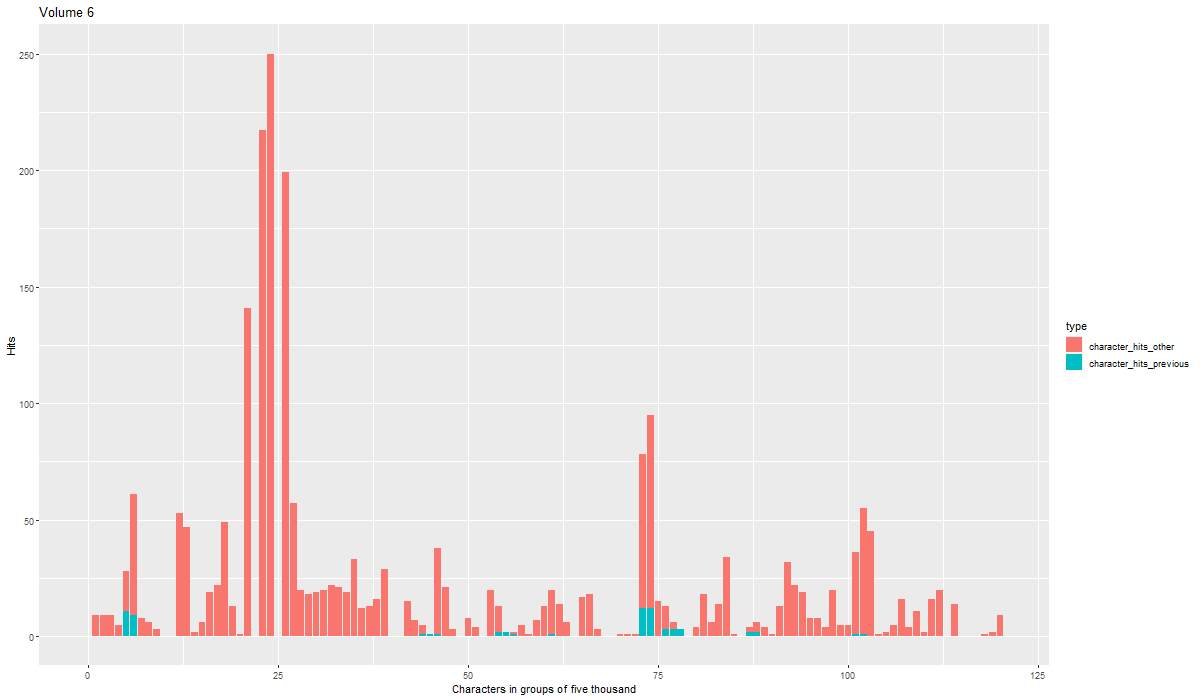 Volume 6
250
200
150
100
50
0
Hits
0 25 50 75 100 125
Characters in groups of five thousand
type
character_hits_other
character_hits_previous